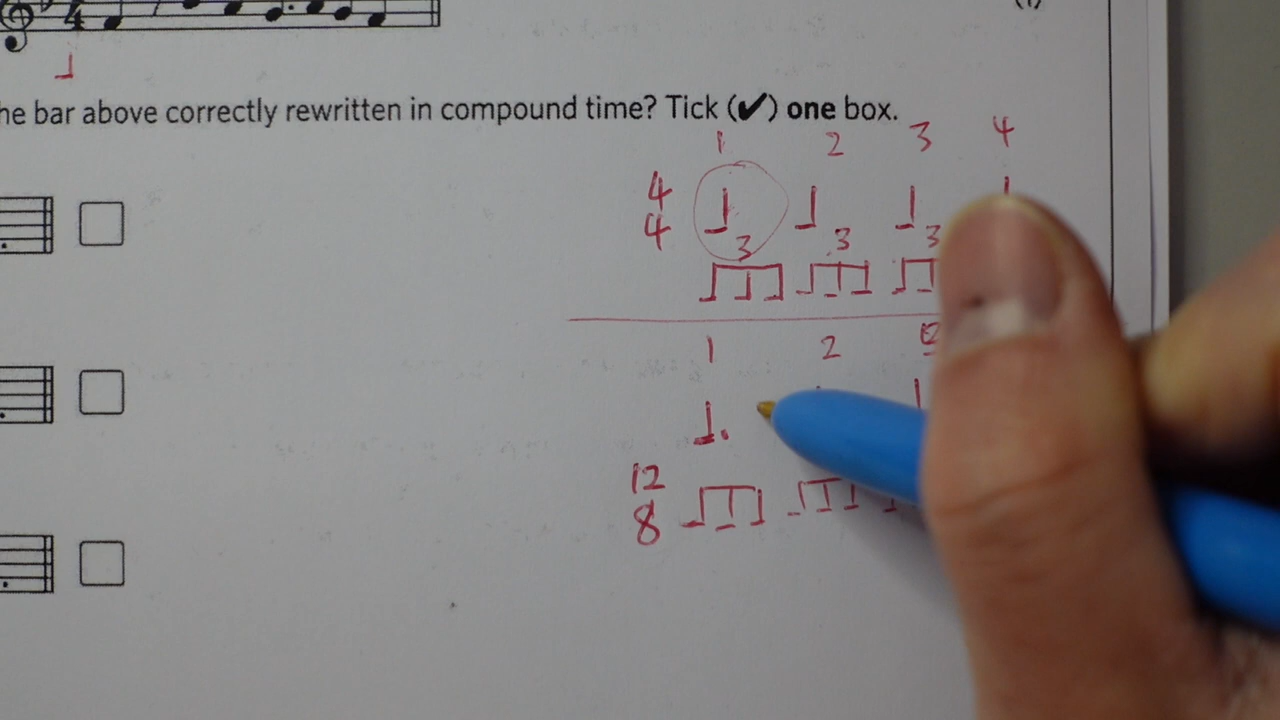 4
he bar above correctly rewritten in compound time? Tick (✔) one box.
1 2 3 4
4
4
3 3 3
1 2
12
8